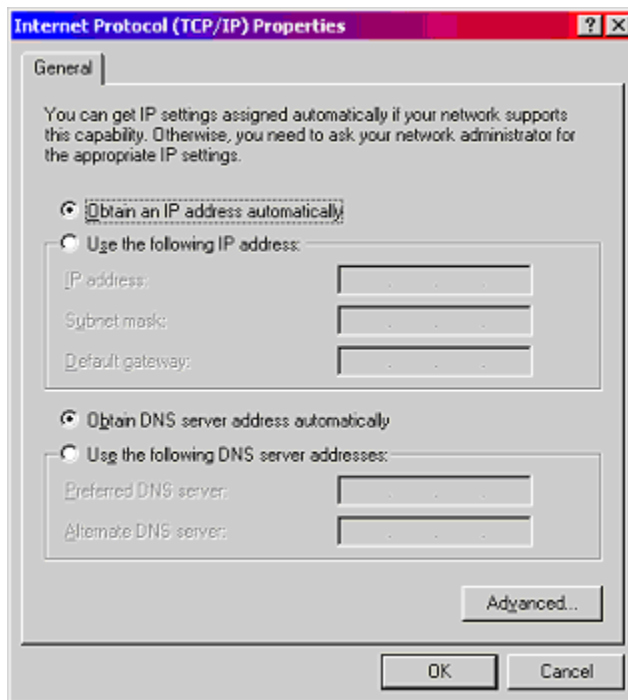 Internet Protocol (TCP/IP) Properties
General
You can get IP settings assigned automatically if your network supports
this capability. Otherwise, you need to ask your network administrator for
the appropriate IP settings.
Obtain an IP address automatically
Use the following IP address:
IP address:
Subnet mask:
Default gateway:
Obtain DNS server address automatically
Use the following DNS server addresses:
Preferred DNS server:
Alternate DNS server:
Advanced...
OK Cancel